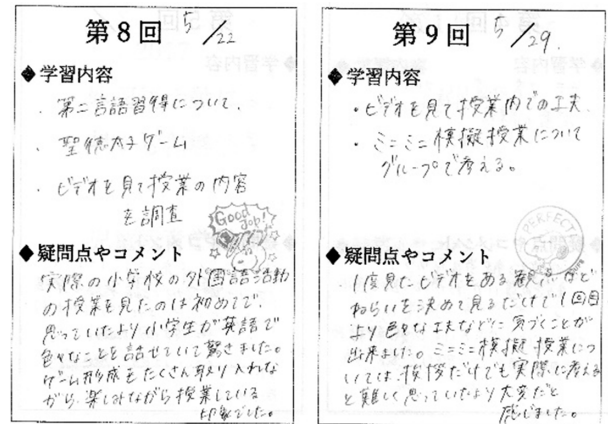 第8回 5/22
◆学習内容
・第二言語習得について.
・聖徳太子ゲーム
・ビデオを見て授業の内容
を調査
Good job!
◆疑問点やコメント
実際の小学校の外国語活動
の授業を見たのは初めてで、
思っていたより小学生が英語で
色々なことを話せていて驚きました。
ゲーム形式をたくさん取り入れな
がら、楽しみながら授業している
印象でした。
第9回 5/29.
◆学習内容
・ビデオを見て授業内での工夫.
・ミニミニ模擬授業について
グループで考える。
PERFECT
◆疑問点やコメント
・1度見たビデオをある観点など
ねらいを決めて見るだけで1回目
より色々な工夫などに気づくことが
出来ました。ミニミニ模擬授業につ
いては、挨拶だけでも実際に考える
と難しく思っていたより大変だと
感じました。